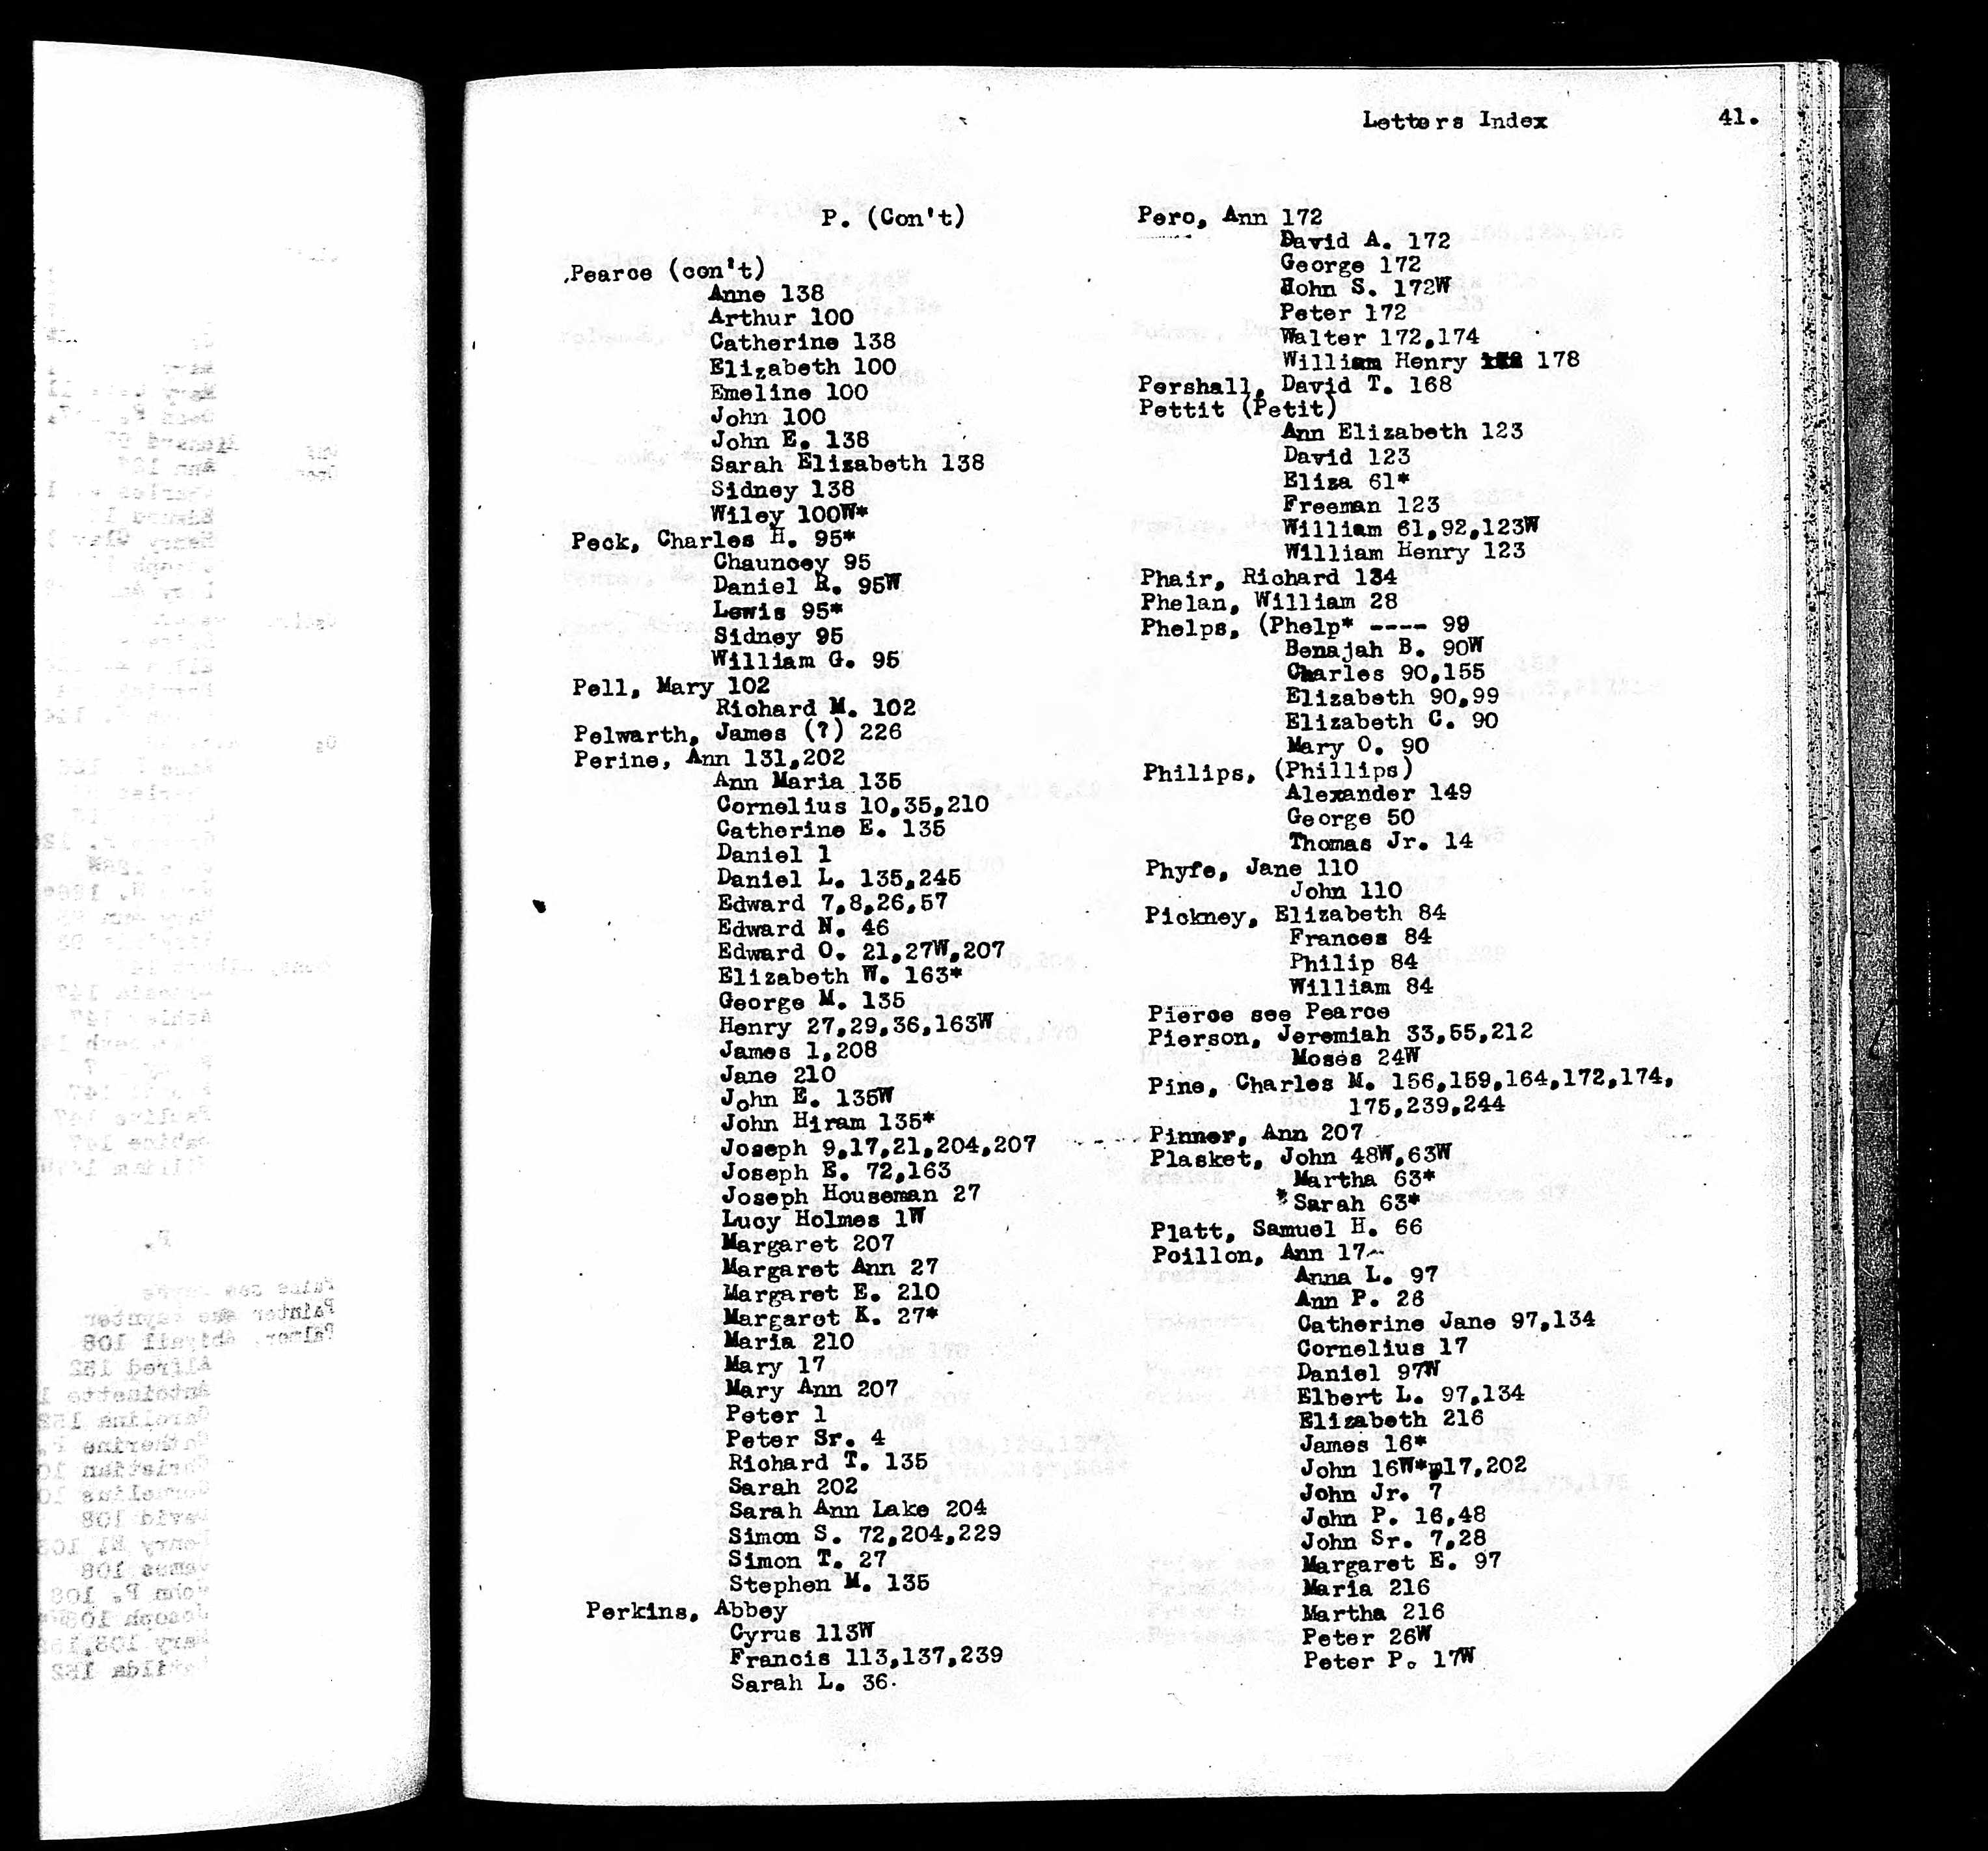 Letters Index 41.
P. (Con't)
Pearce (con't)
Anne 138
Arthur 100
Catherine 138
Elizabeth 100
Emeline 100
John 100
John E. 138
Sarah Elizabeth 138
Sidney 138
Wiley 100W*
Peck, Charles H. 95*
Chauncey 95
Daniel R. 95W
Lewis 95*
Sidney 95
William G. 95
Pell, Mary 102
Richard M. 102
Pelwarth, James (?) 226
Perine, Ann 131,202
Ann Maria 135
Cornelius 10,35,210
Catherine E. 135
Daniel 1
Daniel L. 135,245
Edward 7,8,26,57
Edward N. 46
Edward O. 21,27W,207
Elizabeth W. 163*
George M. 135
Henry 27,29,36,163W
James 1,208
Jane 210
John E. 135W
John Hiram 135*
Joseph 9,17,21,204,207
Joseph E. 72,163
Joseph Houseman 27
Lucy Holmes 1W
Margaret 207
Margaret Ann 27
Margaret E. 210
Margaret K. 27*
Maria 210
Mary 17
Mary Ann 207
Peter 1
Peter Sr. 4
Richard T. 135
Sarah 202
Sarah Ann Lake 204
Simon S. 72,204,229
Simon T. 27
Stephen M. 135
Perkins, Abbey
Cyrus 113W
Francis 113,137,239
Sarah L. 36
Pero, Ann 172
David A. 172
George 172
John S. 172W
Peter 172
Walter 172,174
William Henry 178
Pershall, David T. 168
Pettit (Petit)
Ann Elizabeth 123
David 123
Eliza 61*
Freeman 123
William 61,92,123W
William Henry 123
Phair, Richard 134
Phelan, William 28
Phelps, (Phelp* ---- 99
Benajah B. 90W
Charles 90,155
Elizabeth 90,99
Elizabeth C. 90
Mary O. 90
Philips, (Phillips)
Alexander 149
George 50
Thomas Jr. 14
Phyfe, Jane 110
John 110
Pickney, Elizabeth 84
Frances 84
Philip 84
William 84
Pierce see Pearce
Pierson, Jeremiah 33,55,212
Moses 24W
Pine, Charles M. 156,159,164,172,174,
175,239,244
Pinner, Ann 207
Plasket, John 48W,63W
Martha 63*
*Sarah 63*
Platt, Samuel H. 66
Poillon, Ann 17
Anna L. 97
Ann P. 26
Catherine Jane 97,134
Cornelius 17
Daniel 97W
Elbert L. 97,134
Elizabeth 216
James 16*
John 16W*,17,202
John Jr. 7
John P. 16,48
John Sr. 7,28
Margaret E. 97
Maria 216
Martha 216
Peter 26W
Peter P. 17W